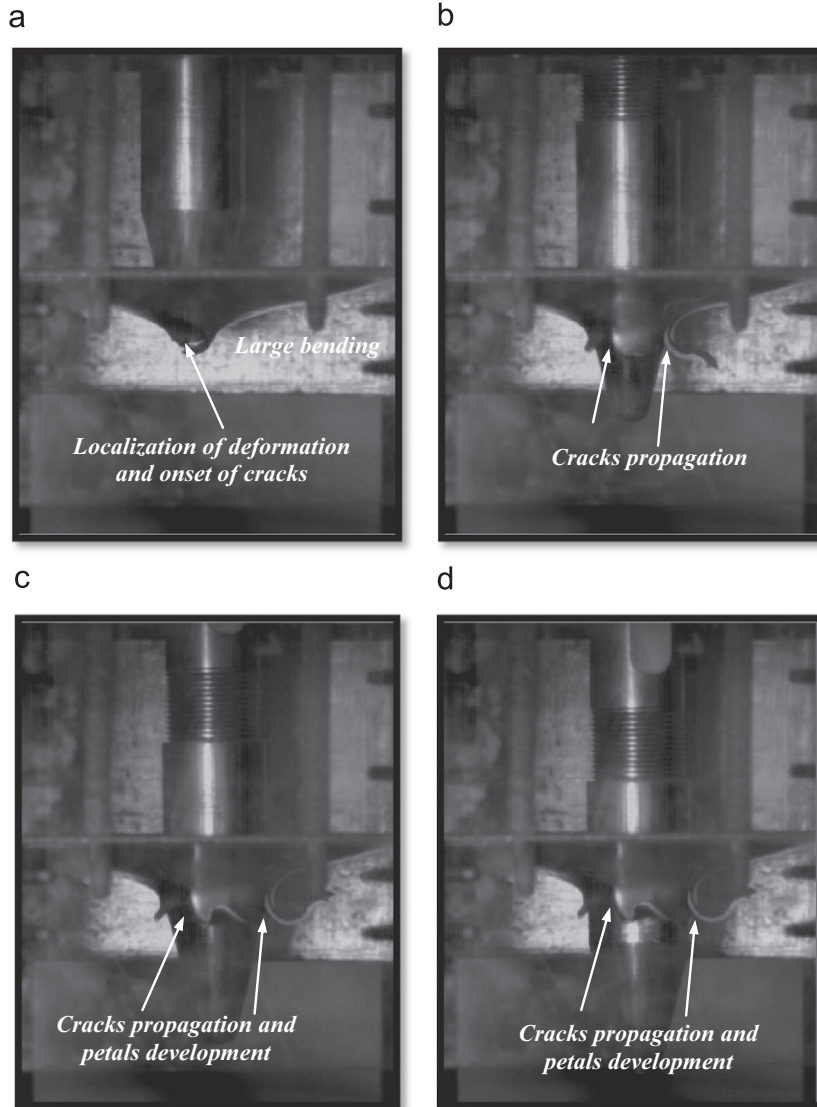 a
b
Large bending
Localization of deformation
and onset of cracks
Cracks propagation
c
d
Cracks propagation and
petals development
Cracks propagation and
petals development